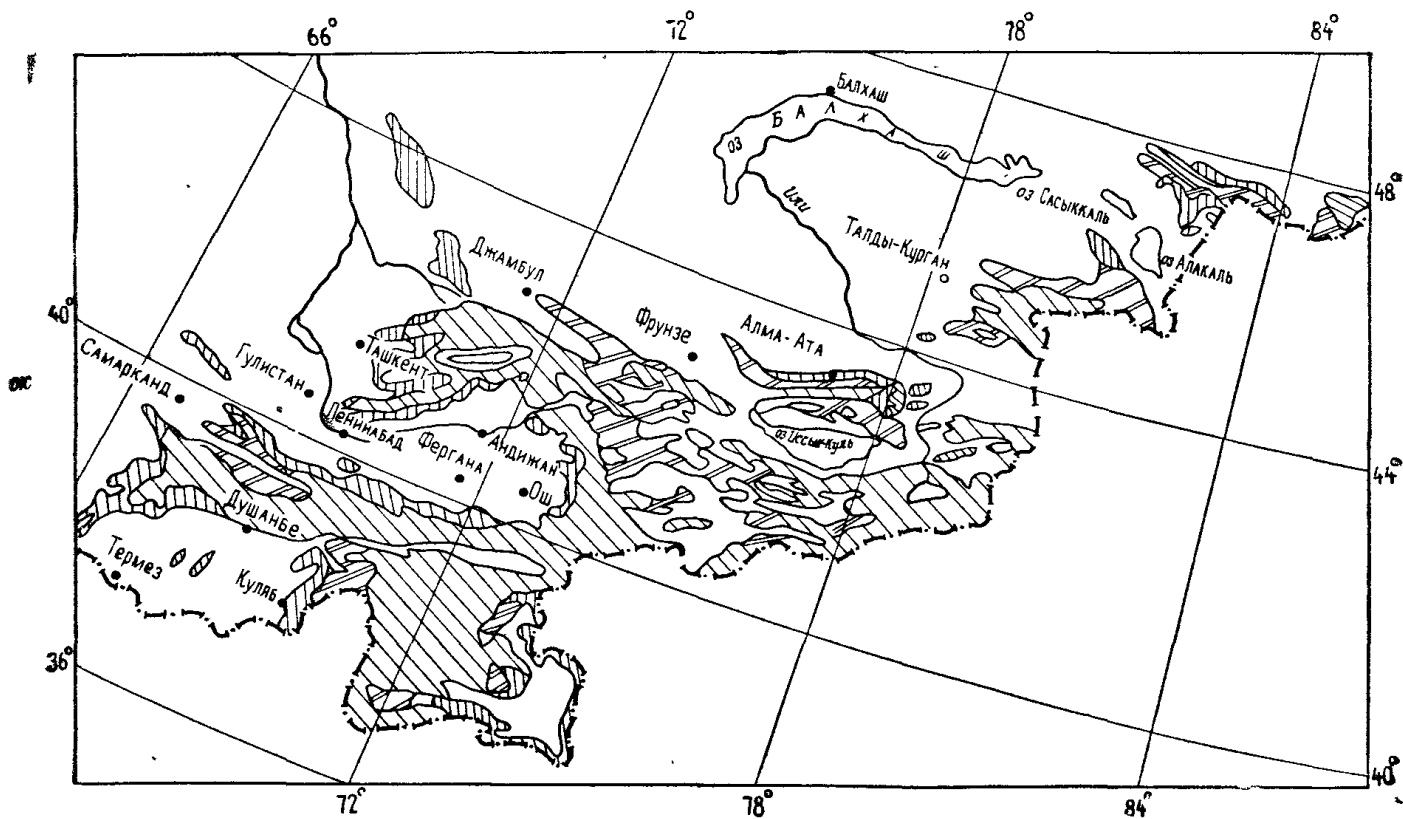 66°
72°
78°
84°
БАЛХАШ
ОЗ БАЛХАШ
ИЛИ
ОЗ САСЫККАЛЬ
48°
ТАЛДЫ-КУРГАН
ОЗ АЛАКАЛЬ
ДЖАМБУЛ
40°
ФРУНЗЕ
АЛМА-АТА
САМАРКАНД
ГУЛИСТАН
ТАШКЕНТ
ЛЕНИНАБАД
ФЕРГАНА
АНДИЖАН
ОЗ ИССЫК-КУЛЬ
44°
ОШ
ДУШАНБЕ
ТЕРМЕЗ
КУЛЯБ
36°
40°
72°
78°
84°